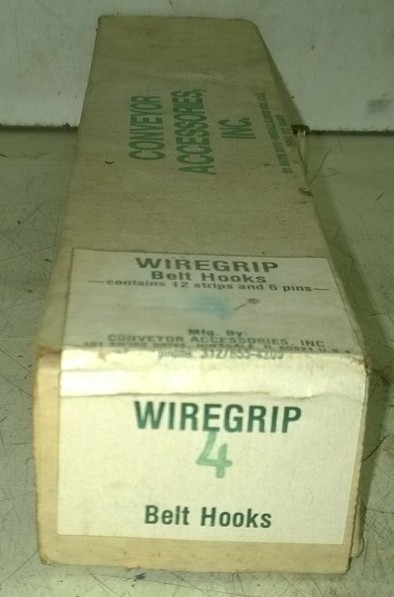 CONVEYOR
ACCESSORIES,
INC.
WIREGRIP
Belt Hooks
—contains 12 strips and 6 pins—
Mfg. By:
CONVEYOR ACCESSORIES, INC
WIREGRIP
4
Belt Hooks